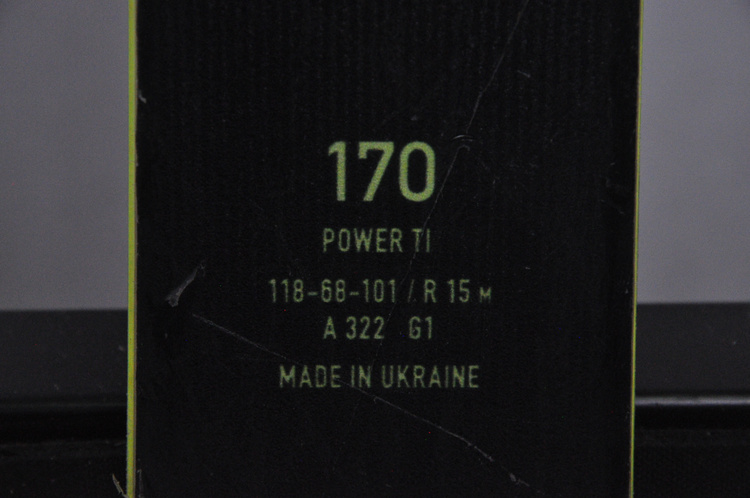 170
POWER TI
118-68-101 / R 15 M
A 322 G1
MADE IN UKRAINE